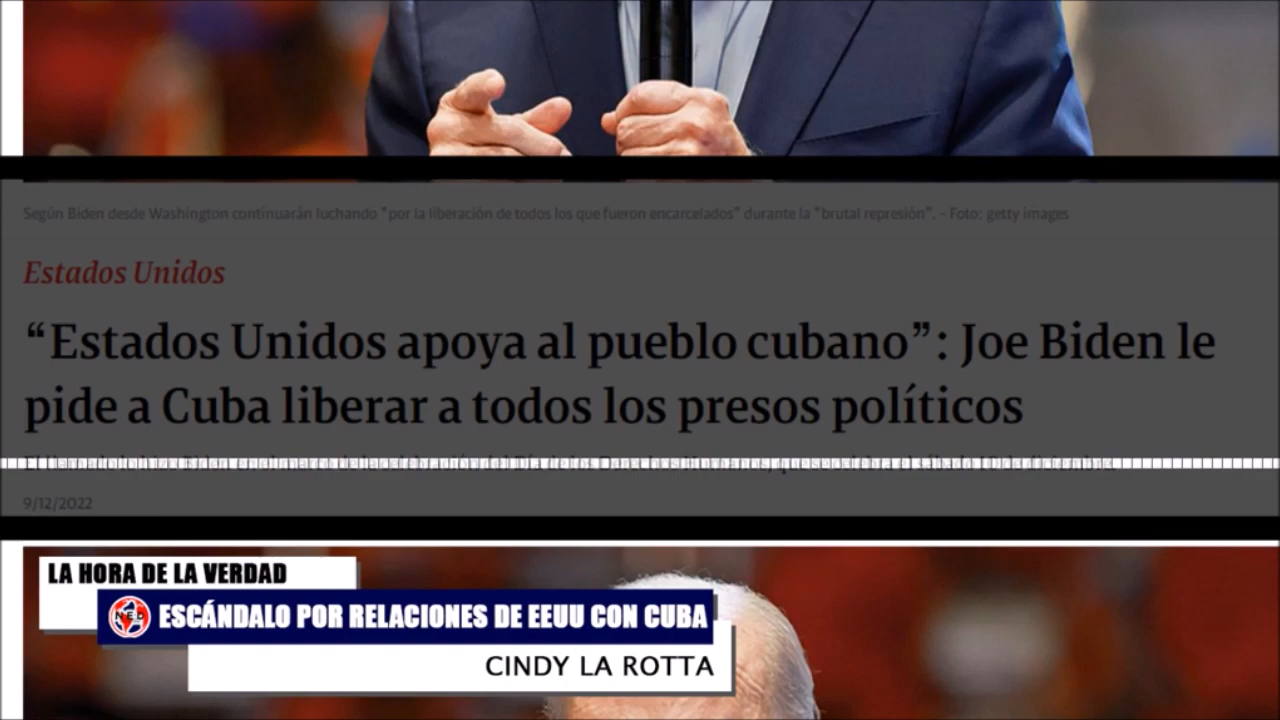 Según Biden desde Washington continuarán luchando "por la liberación de todos los que fueron encarcelados" durante la "brutal represión". - Foto: getty images
Estados Unidos
“Estados Unidos apoya al pueblo cubano”: Joe Biden le
pide a Cuba liberar a todos los presos políticos
9/12/2022
LA HORA DE LA VERDAD
ESCÁNDALO POR RELACIONES DE EEUU CON CUBA
CINDY LA ROTTA